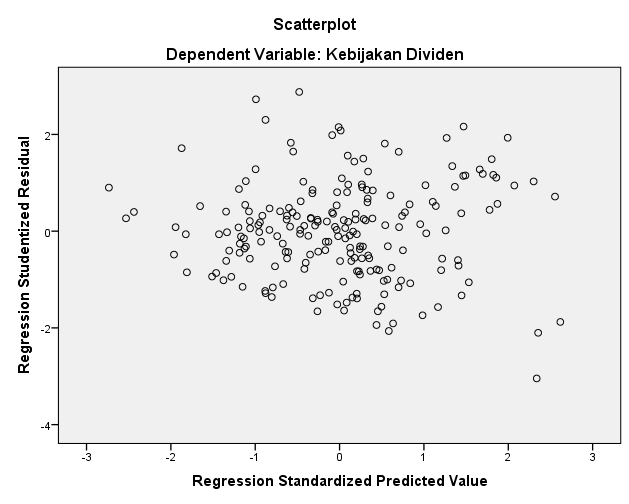 Scatterplot
Dependent Variable: Kebijakan Dividen
Regression Studentized Residual
2
0
-2
-4
-3
-2
-1
0
1
2
3
Regression Standardized Predicted Value